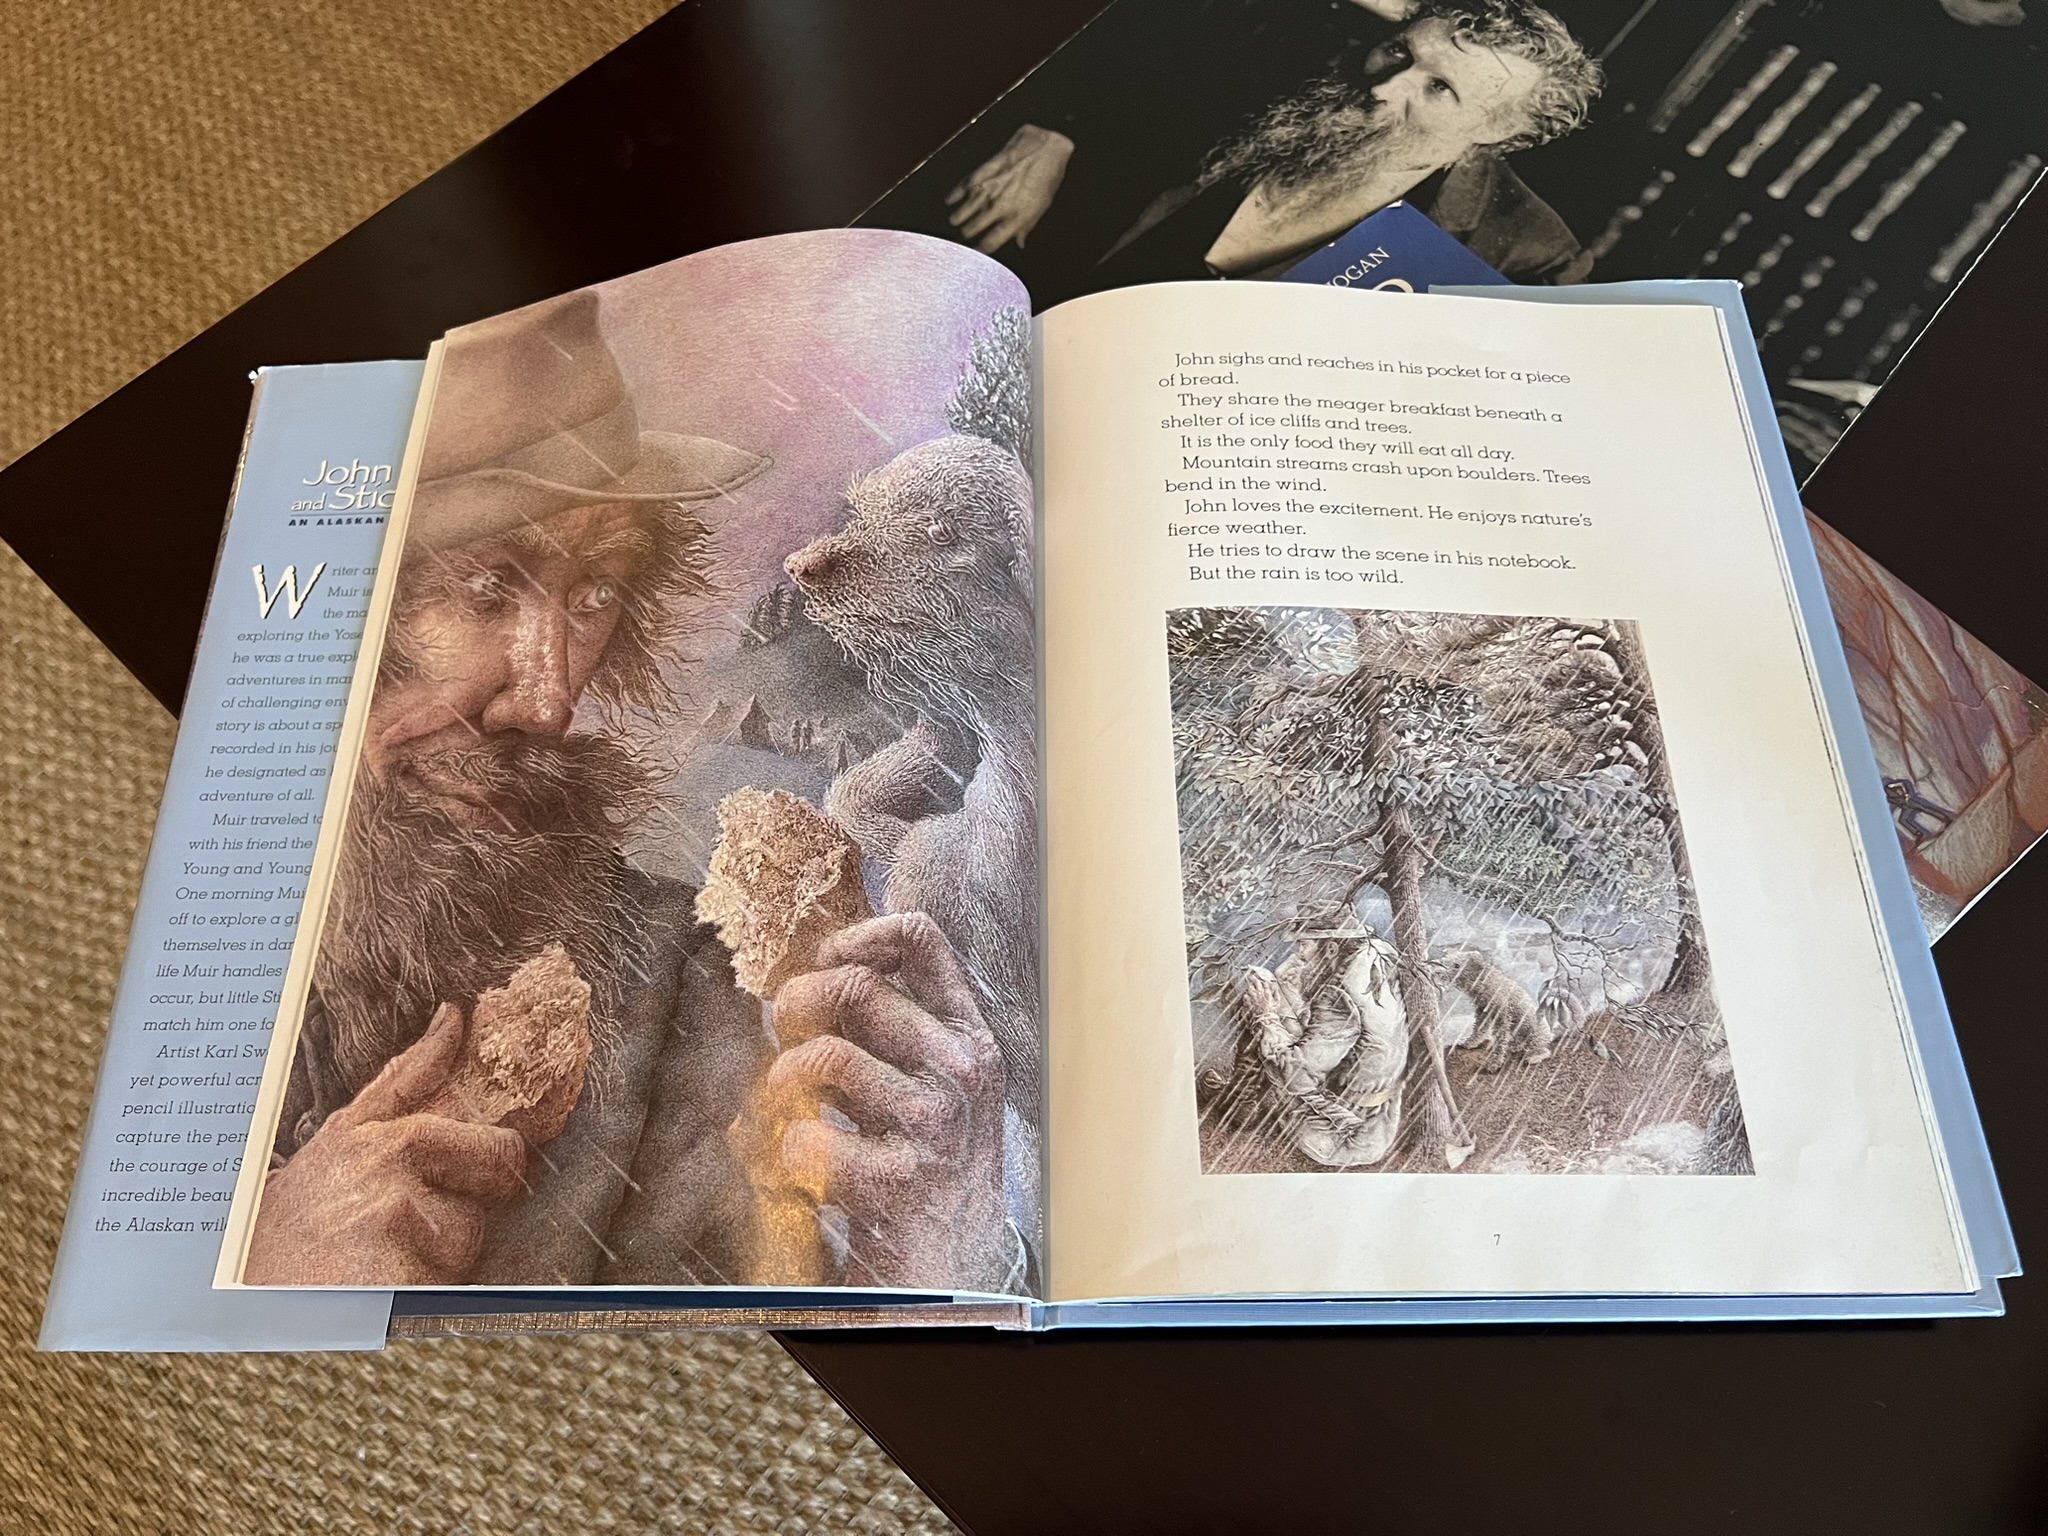 John
and Stic
AN ALASKAN
Writer an
Muir is
the ma
exploring the Yose
he was a true expl
adventures in man
of challenging env
story is about a sp
recorded in his jou
he designated as
adventure of all.
Muir traveled to
with his friend the
Young and Young
One morning Muir
off to explore a gl
themselves in dan
life Muir handles
occur, but little Sti
match him one fo
Artist Karl Sw
yet powerful acr
pencil illustratio
capture the pers
the courage of S
incredible beau
the Alaskan wil
OGAN
John sighs and reaches in his pocket for a piece
of bread.
They share the meager breakfast beneath a
shelter of ice cliffs and trees.
It is the only food they will eat all day.
Mountain streams crash upon boulders. Trees
bend in the wind.
John loves the excitement. He enjoys nature's
fierce weather.
He tries to draw the scene in his notebook.
But the rain is too wild.
7